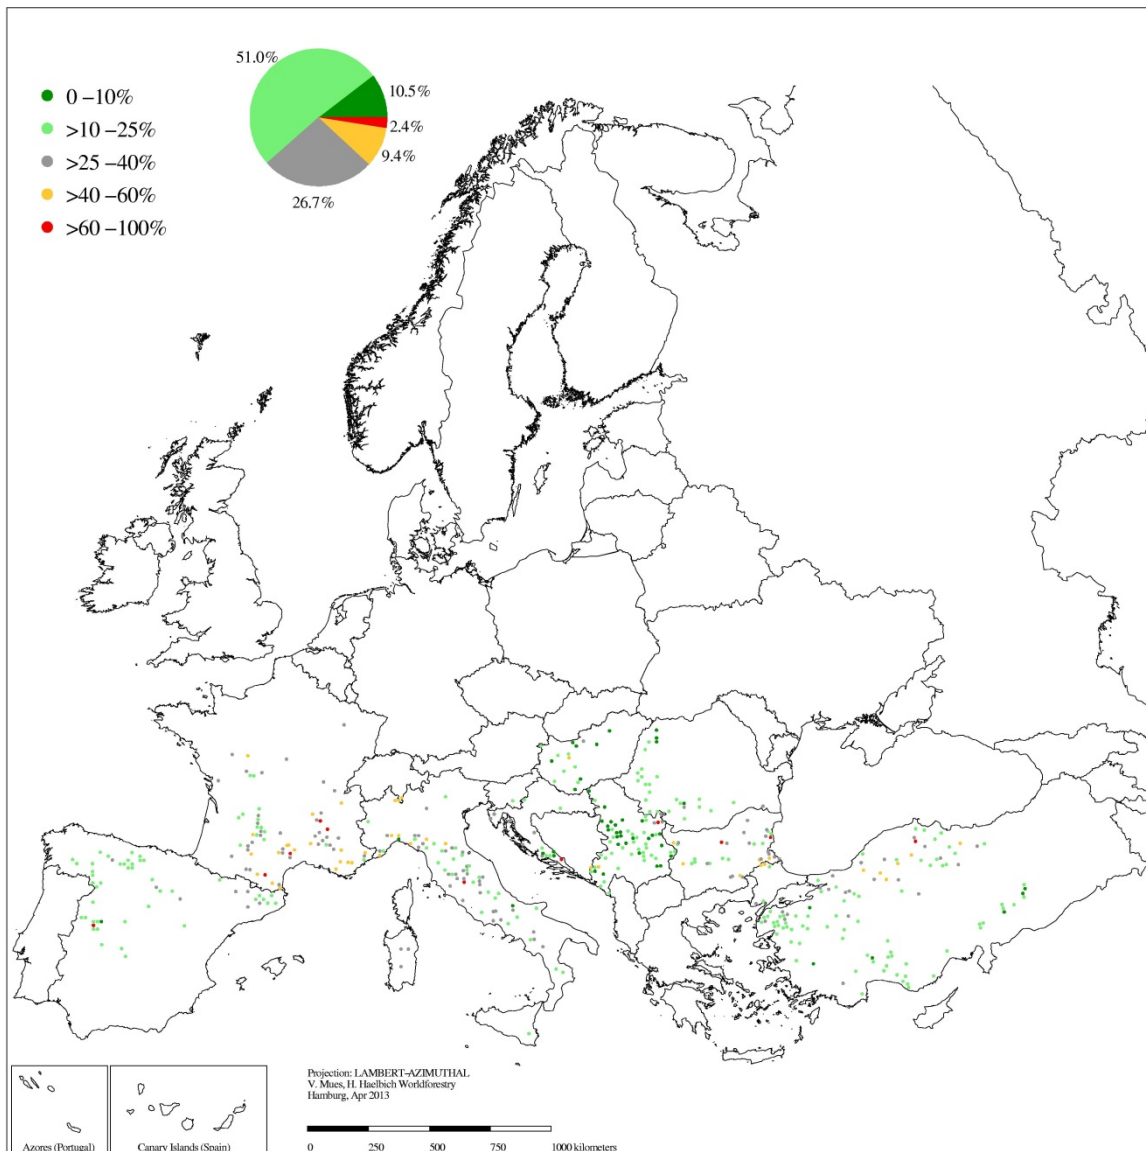 51.0%
10.5%
2.4%
9.4%
26.7%
0 –10%
>10 –25%
>25 –40%
>40 –60%
>60 –100%
Projection: LAMBERT-AZIMUTHAL
V. Mues, H. Haelbich Worldforestry
Hamburg, Apr 2013
Azores (Portugal)
Canary Islands (Spain)
0 250 500 750 1000 kilometers